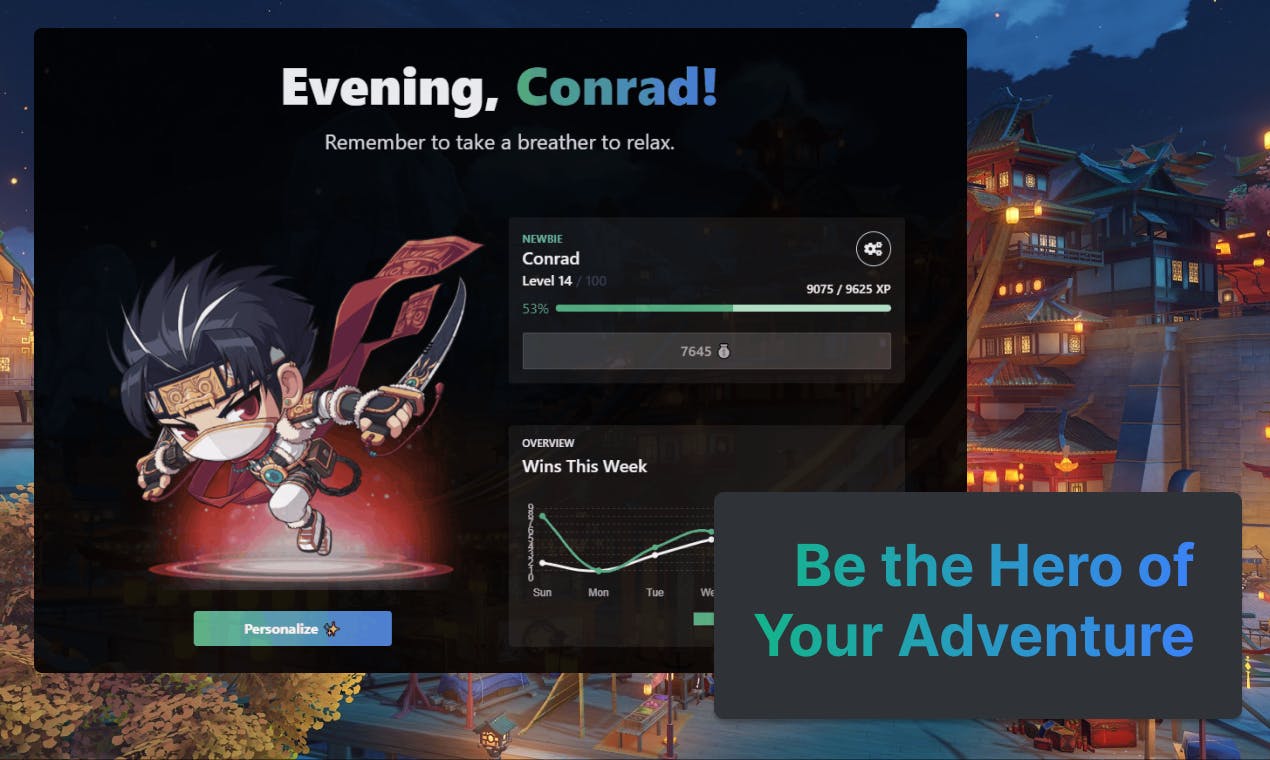 Evening, Conrad!
Remember to take a breather to relax.
NEWBIE
Conrad
Level 14 / 100
9075 / 9625 XP
53%
7645
Personalize ✨
OVERVIEW
Wins This Week
Sun Mon Tue We
Be the Hero of
Your Adventure